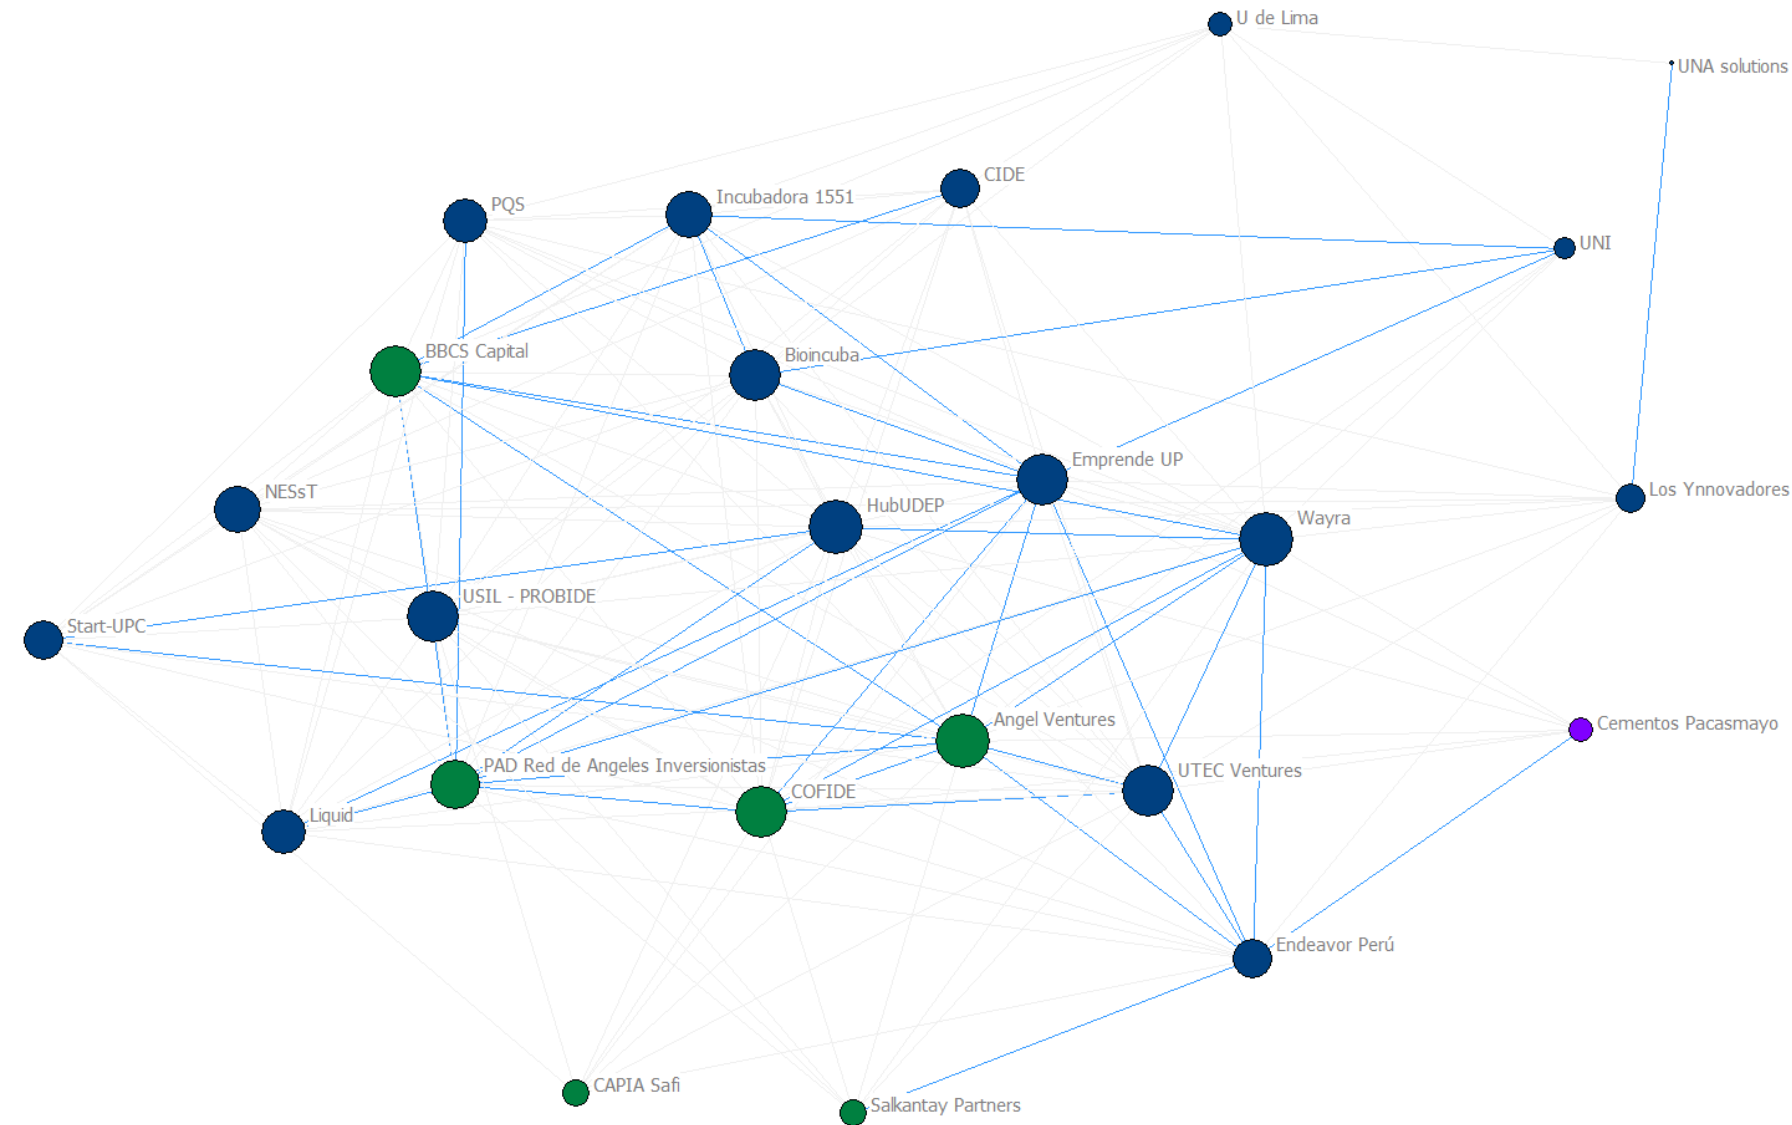 U de Lima
UNA solutions
CIDE
Incubadora 1551
PQS
UNI
BBCS Capital
Bioincuba
Emprende UP
NESsT
Los Ynnovadores
HubUDEP
Wayra
USIL - PROBIDE
Start-UPC
Angel Ventures
Cementos Pacasmayo
PAD Red de Angeles Inversionistas
UTEC Ventures
COFIDE
Liquid
Endeavor Perú
CAPIA Safi
Salkantay Partners